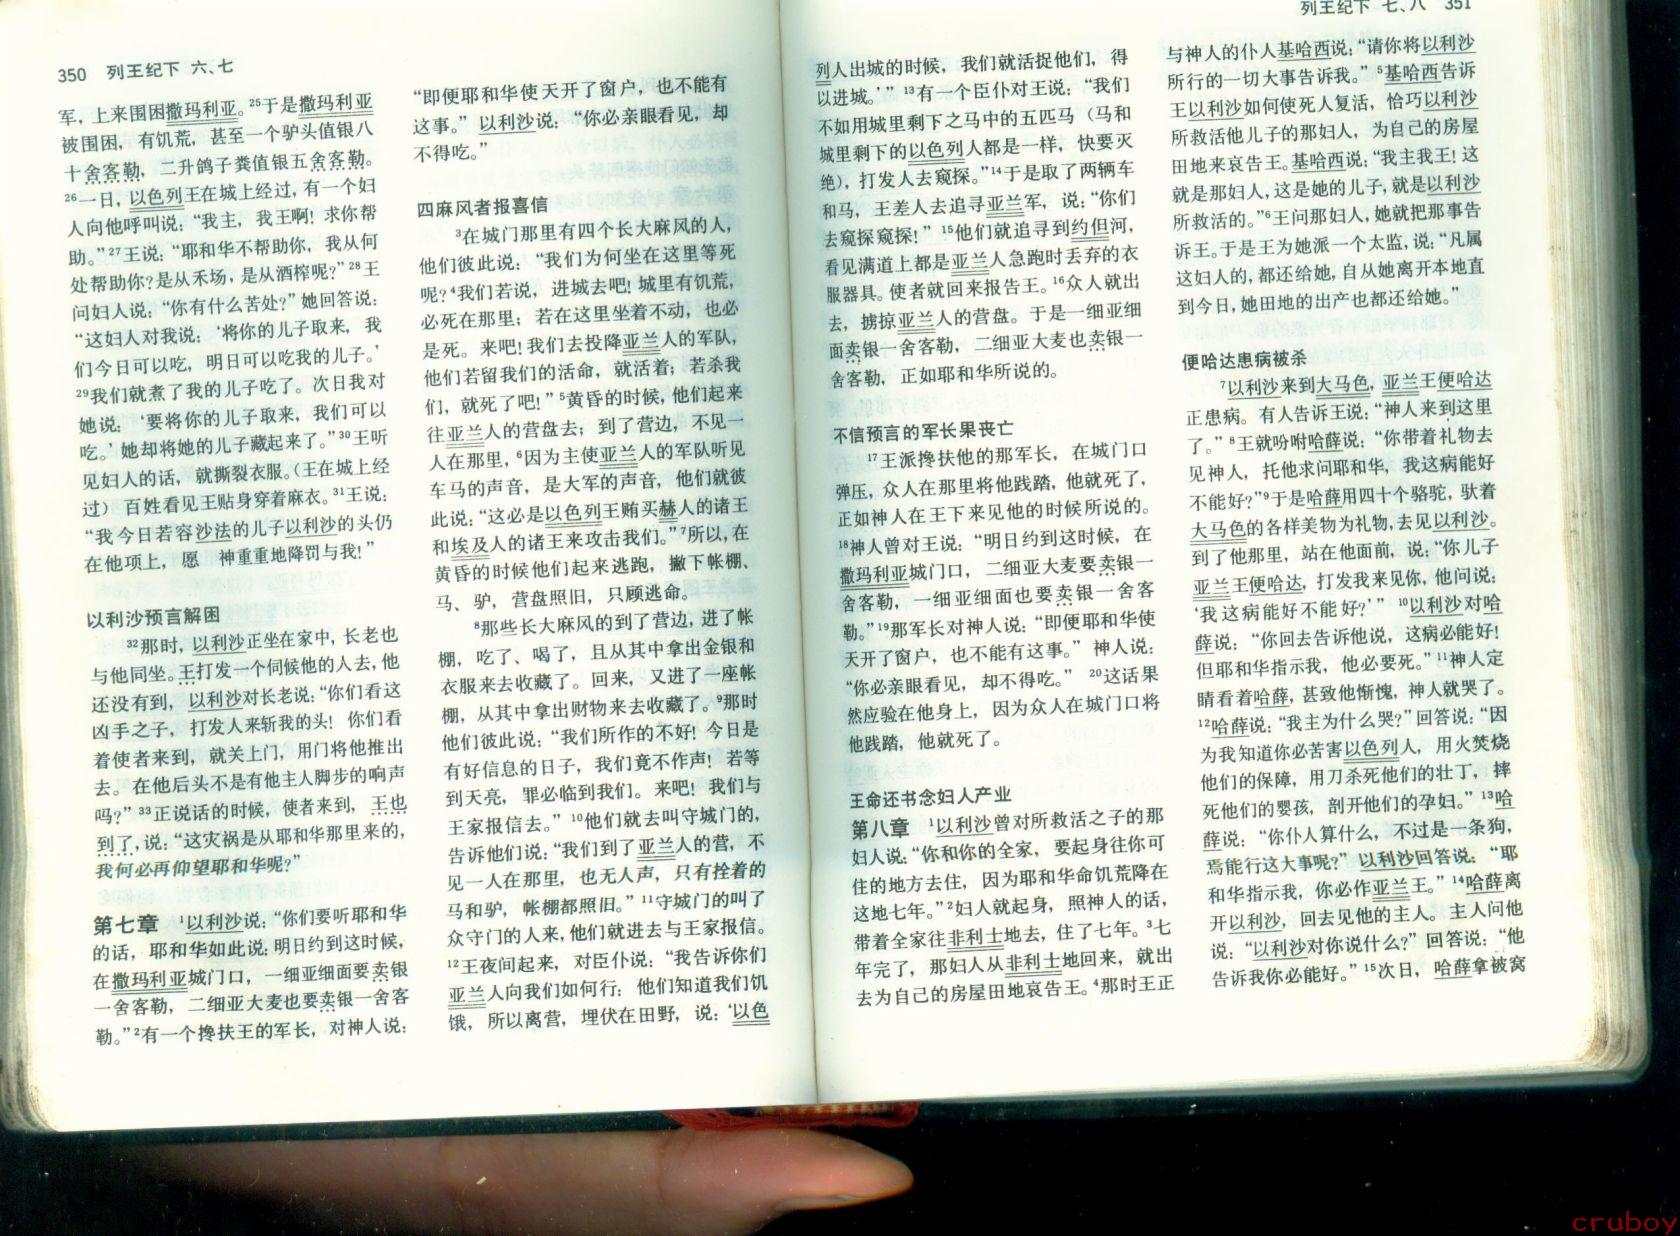 350 列王纪下 六、七
军，上来围困撒玛利亚。²⁵于是撒玛利亚
被围困，有饥荒，甚至一个驴头值银八
十舍客勒，二升鸽子粪值银五舍客勒。
²⁶一日，以色列王在城上经过，有一个妇
人向他呼叫说：“我主，我王啊！求你帮
助。”²⁷王说：“耶和华不帮助你，我从何
处帮助你？是从禾场，是从酒榨呢？”²⁸王
问妇人说：“你有什么苦处？”她回答说：
“这妇人对我说：‘将你的儿子取来，我
们今日可以吃，明日可以吃我的儿子。’
²⁹我们就煮了我的儿子吃了。次日我对
她说：‘要将你的儿子取来，我们可以
吃。’她却将她的儿子藏起来了。”³⁰王听
见妇人的话，就撕裂衣服。（王在城上经
过）百姓看见王贴身穿着麻衣。³¹王说：
“我今日若容沙法的儿子以利沙的头仍
在他项上，愿 神重重地降罚与我！”
以利沙预言解困
³²那时，以利沙正坐在家中，长老也
与他同坐。王打发一个伺候他的人去，他
还没有到，以利沙对长老说：“你们看这
凶手之子，打发人来斩我的头！你们看
着使者来到，就关上门，用门将他推出
去。在他后头不是有他主人脚步的响声
吗？”³³正说话的时候，使者来到，王也
到了，说：“这灾祸是从耶和华那里来的，
我何必再仰望耶和华呢？”
第七章 ¹以利沙说：“你们要听耶和华
的话，耶和华如此说：明日约到这时候，
在撒玛利亚城门口，一细亚细面要卖银
一舍客勒，二细亚大麦也要卖银一舍客
勒。”²有一个搀扶王的军长，对神人说：
“即便耶和华使天开了窗户，也不能有
这事。”以利沙说：“你必亲眼看见，却
不得吃。”
四麻风者报喜信
³在城门那里有四个长大麻风的人，
他们彼此说：“我们为何坐在这里等死
呢？⁴我们若说，进城去吧！城里有饥荒，
必死在那里；若在这里坐着不动，也必
是死。来吧！我们去投降亚兰人的军队，
他们若留我们的活命，就活着；若杀我
们，就死了吧！”⁵黄昏的时候，他们起来
往亚兰人的营盘去；到了营边，不见一
人在那里，⁶因为主使亚兰人的军队听见
车马的声音，是大军的声音，他们就彼
此说：“这必是以色列王贿买赫人的诸王
和埃及人的诸王来攻击我们。”⁷所以，在
黄昏的时候他们起来逃跑，撇下帐棚、
马、驴，营盘照旧，只顾逃命。
⁸那些长大麻风的到了营边，进了帐
棚，吃了、喝了，且从其中拿出金银和
衣服来去收藏了。回来，又进了一座帐
棚，从其中拿出财物来去收藏了。⁹那时
他们彼此说：“我们所作的不好！今日是
有好信息的日子，我们竟不作声！若等
到天亮，罪必临到我们。来吧！我们与
王家报信去。”¹⁰他们就去叫守城门的，
告诉他们说：“我们到了亚兰人的营，不
见一人在那里，也无人声，只有拴着的
马和驴，帐棚都照旧。”¹¹守城门的叫了
众守门的人来，他们就进去与王家报信。
¹²王夜间起来，对臣仆说：“我告诉你们
亚兰人向我们如何行：他们知道我们饥
饿，所以离营，埋伏在田野，说：‘以色
列王纪下 七、八 351
列人出城的时候，我们就活捉他们，得
以进城。’”¹³有一个臣仆对王说：“我们
不如用城里剩下之马中的五匹马（马和
城里剩下的以色列人都是一样，快要灭
绝），打发人去窥探。”¹⁴于是取了两辆车
和马，王差人去追寻亚兰军，说：“你们
去窥探窥探！”¹⁵他们就追寻到约但河，
看见满道上都是亚兰人急跑时丢弃的衣
服器具。使者就回来报告王。¹⁶众人就出
去，掳掠亚兰人的营盘。于是一细亚细
面卖银一舍客勒，二细亚大麦也卖银一
舍客勒，正如耶和华所说的。
不信预言的军长果丧亡
¹⁷王派搀扶他的那军长，在城门口
弹压，众人在那里将他践踏，他就死了，
正如神人在王下来见他的时候所说的。
¹⁸神人曾对王说：“明日约到这时候，在
撒玛利亚城门口，二细亚大麦要卖银一
舍客勒，一细亚细面也要卖银一舍客
勒。”¹⁹那军长对神人说：“即便耶和华使
天开了窗户，也不能有这事。”神人说：
“你必亲眼看见，却不得吃。”²⁰这话果
然应验在他身上，因为众人在城门口将
他践踏，他就死了。
王命还书念妇人产业
第八章 ¹以利沙曾对所救活之子的那
妇人说：“你和你的全家，要起身往你可
住的地方去住，因为耶和华命饥荒降在
这地七年。”²妇人就起身，照神人的话，
带着全家往非利士地去，住了七年。³七
年完了，那妇人从非利士地回来，就出
去为自己的房屋田地哀告王。⁴那时王正
与神人的仆人基哈西说：“请你将以利沙
所行的一切大事告诉我。”⁵基哈西告诉
王以利沙如何使死人复活，恰巧以利沙
所救活他儿子的那妇人，为自己的房屋
田地来哀告王。基哈西说：“我主我王！这
就是那妇人，这是她的儿子，就是以利沙
所救活的。”⁶王问那妇人，她就把那事告
诉王。于是王为她派一个太监，说：“凡属
这妇人的，都还给她，自从她离开本地直
到今日，她田地的出产也都还给她。”
便哈达患病被杀
⁷以利沙来到大马色，亚兰王便哈达
正患病。有人告诉王说：“神人来到这里
了。”⁸王就吩咐哈薛说：“你带着礼物去
见神人，托他求问耶和华，我这病能好
不能好？”⁹于是哈薛用四十个骆驼，驮着
大马色的各样美物为礼物，去见以利沙。
到了他那里，站在他面前，说：“你儿子
亚兰王便哈达，打发我来见你，他问说：
‘我这病能好不能好？’”¹⁰以利沙对哈
薛说：“你回去告诉他说，这病必能好！
但耶和华指示我，他必要死。”¹¹神人定
睛看着哈薛，甚致他惭愧，神人就哭了。
¹²哈薛说：“我主为什么哭？”回答说：“因
为我知道你必苦害以色列人，用火焚烧
他们的保障，用刀杀死他们的壮丁，摔
死他们的婴孩，剖开他们的孕妇。”¹³哈
薛说：“你仆人算什么，不过是一条狗，
焉能行这大事呢？”以利沙回答说：“耶
和华指示我，你必作亚兰王。”¹⁴哈薛离
开以利沙，回去见他的主人。主人问他
说：“以利沙对你说什么？”回答说：“他
告诉我你必能好。”¹⁵次日，哈薛拿被窝
cruboy